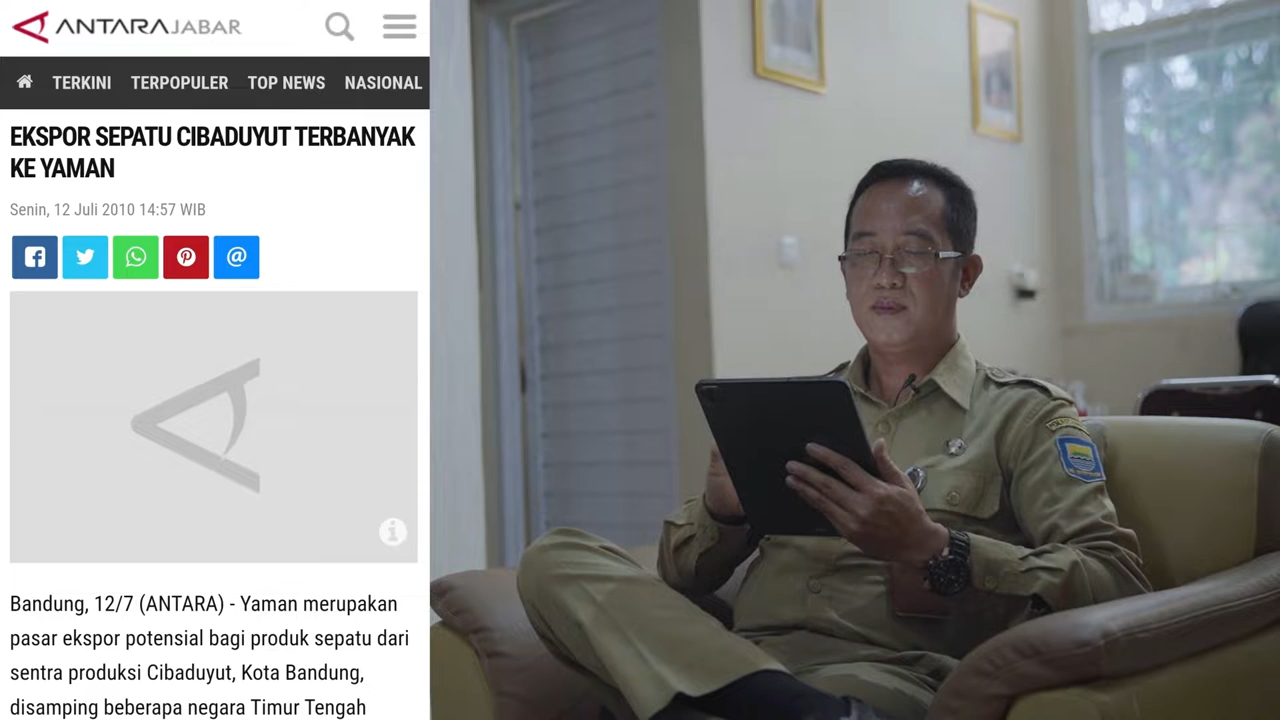 ANTARAJABAR
TERKINI TERPOPULER TOP NEWS NASIONAL
EKSPOR SEPATU CIBADUYUT TERBANYAK
KE YAMAN
Senin, 12 Juli 2010 14:57 WIB
Bandung, 12/7 (ANTARA) - Yaman merupakan
pasar ekspor potensial bagi produk sepatu dari
sentra produksi Cibaduyut, Kota Bandung,
disamping beberapa negara Timur Tengah